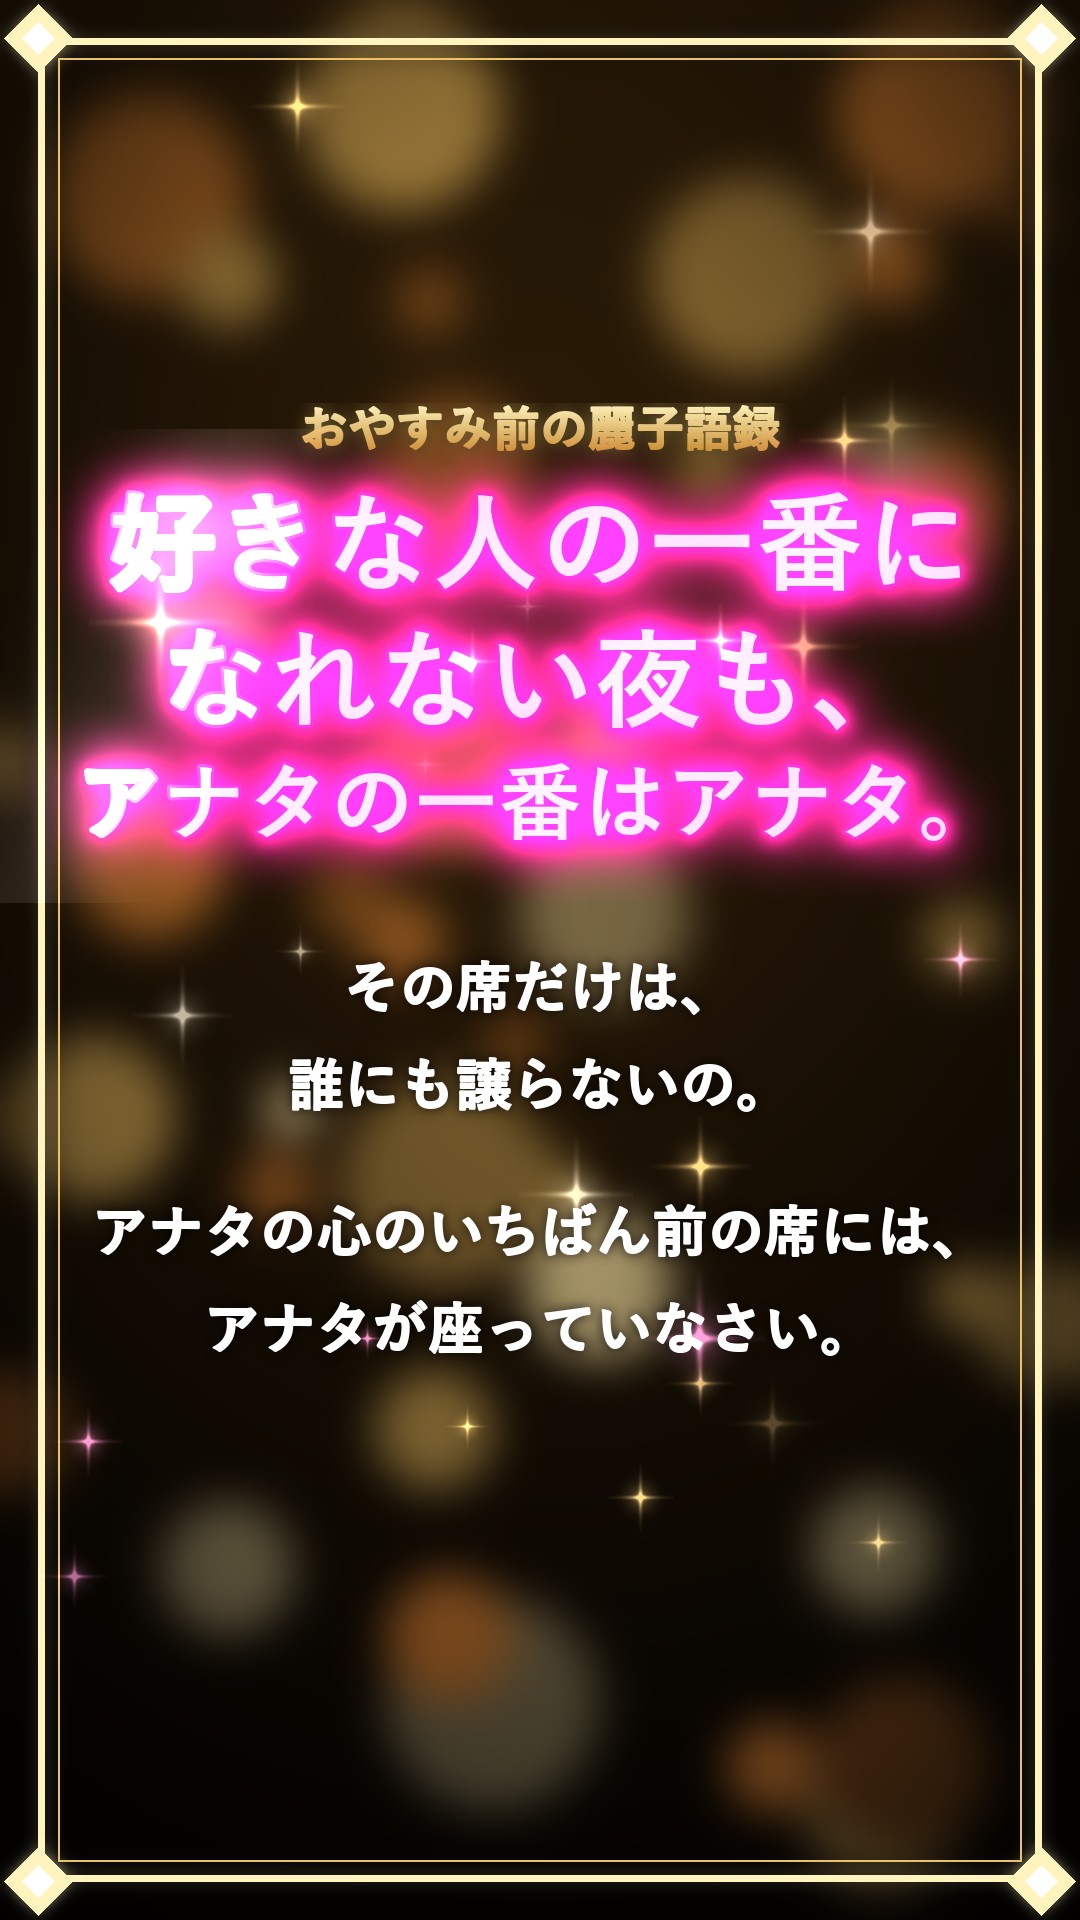 おやすみ前の麗子語録
好きな人の一番に
なれない夜も、
アナタの一番はアナタ。
その席だけは、
誰にも譲らないの。
アナタの心のいちばん前の席には、
アナタが座っていなさい。